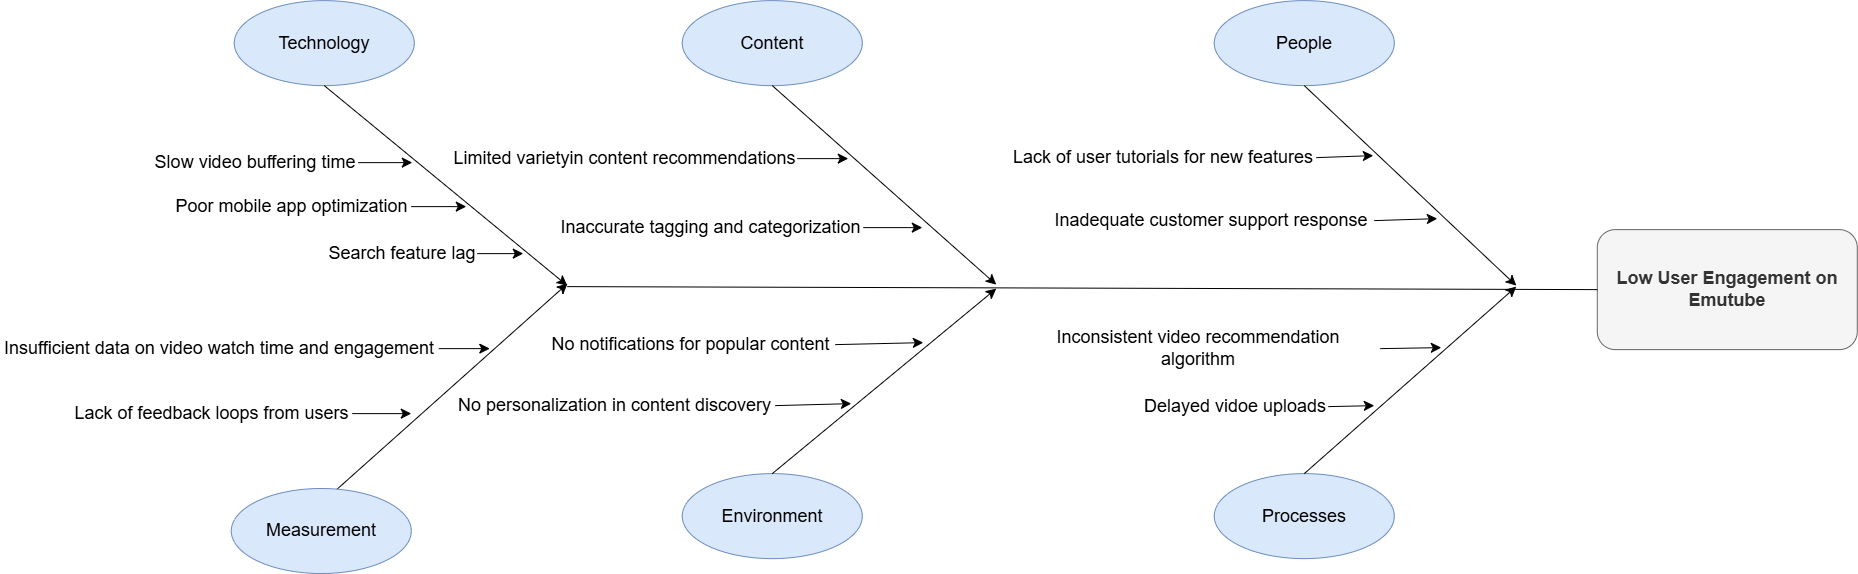 Technology
Content
People
Slow video buffering time
Limited varietyin content recommendations
Lack of user tutorials for new features
Poor mobile app optimization
Inaccurate tagging and categorization
Inadequate customer support response
Search feature lag
Low User Engagement on
Emutube
Insufficient data on video watch time and engagement
No notifications for popular content
Inconsistent video recommendation
algorithm
Lack of feedback loops from users
No personalization in content discovery
Delayed vidoe uploads
Measurement
Environment
Processes